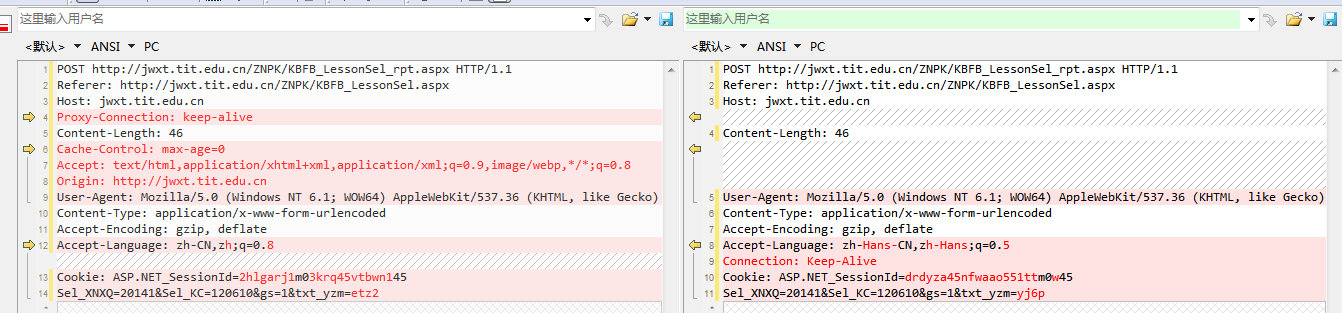 这里输入用户名
这里输入用户名
<默认> ANSI PC
<默认> ANSI PC
1 POST http://jwxt.tit.edu.cn/ZNPK/KBFB_LessonSel_rpt.aspx HTTP/1.1
2 Referer: http://jwxt.tit.edu.cn/ZNPK/KBFB_LessonSel.aspx
3 Host: jwxt.tit.edu.cn
4 Proxy-Connection: keep-alive
5 Content-Length: 46
6 Cache-Control: max-age=0
7 Accept: text/html,application/xhtml+xml,application/xml;q=0.9,image/webp,*/*;q=0.8
8 Origin: http://jwxt.tit.edu.cn
9 User-Agent: Mozilla/5.0 (Windows NT 6.1; WOW64) AppleWebKit/537.36 (KHTML, like Gecko)
10 Content-Type: application/x-www-form-urlencoded
11 Accept-Encoding: gzip, deflate
12 Accept-Language: zh-CN,zh;q=0.8
13 Cookie: ASP.NET_SessionId=2hlgarj1m03krq45vtbwn145
14 Sel_XNXQ=20141&Sel_KC=120610&gs=1&txt_yzm=etz2
1 POST http://jwxt.tit.edu.cn/ZNPK/KBFB_LessonSel_rpt.aspx HTTP/1.1
2 Referer: http://jwxt.tit.edu.cn/ZNPK/KBFB_LessonSel.aspx
3 Host: jwxt.tit.edu.cn
4 Content-Length: 46
5 User-Agent: Mozilla/5.0 (Windows NT 6.1; WOW64) AppleWebKit/537.36 (KHTML, like Gecko)
6 Content-Type: application/x-www-form-urlencoded
7 Accept-Encoding: gzip, deflate
8 Accept-Language: zh-Hans-CN,zh-Hans;q=0.5
9 Connection: Keep-Alive
10 Cookie: ASP.NET_SessionId=drdyza45nfwaao551ttm0w45
11 Sel_XNXQ=20141&Sel_KC=120610&gs=1&txt_yzm=yj6p